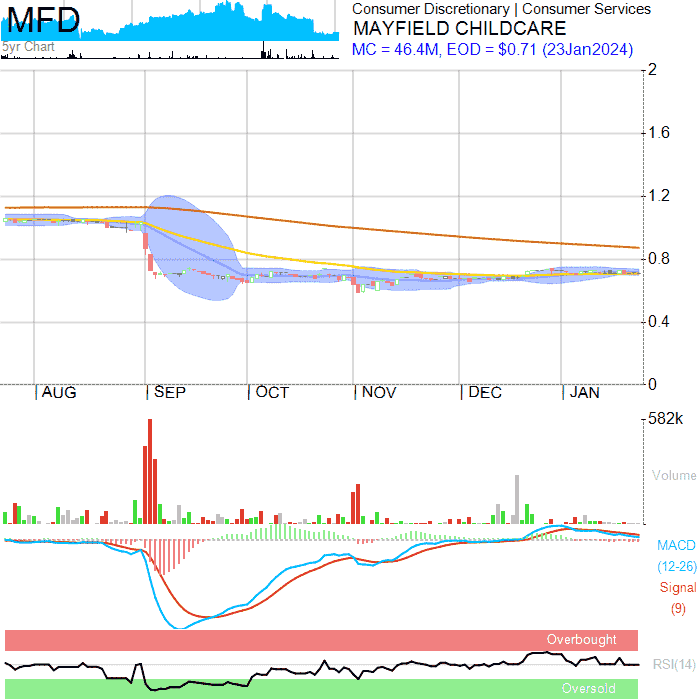 MFD
5yr Chart
Consumer Discretionary | Consumer Services
MAYFIELD CHILDCARE
MC = 46.4M, EOD = $0.71 (23Jan2024)
2
1.6
1.2
0.8
0.4
0
AUG
SEP
OCT
NOV
DEC
JAN
582k
Volume
MACD
(12-26)
Signal
(9)
Overbought
RSI(14)
Oversold